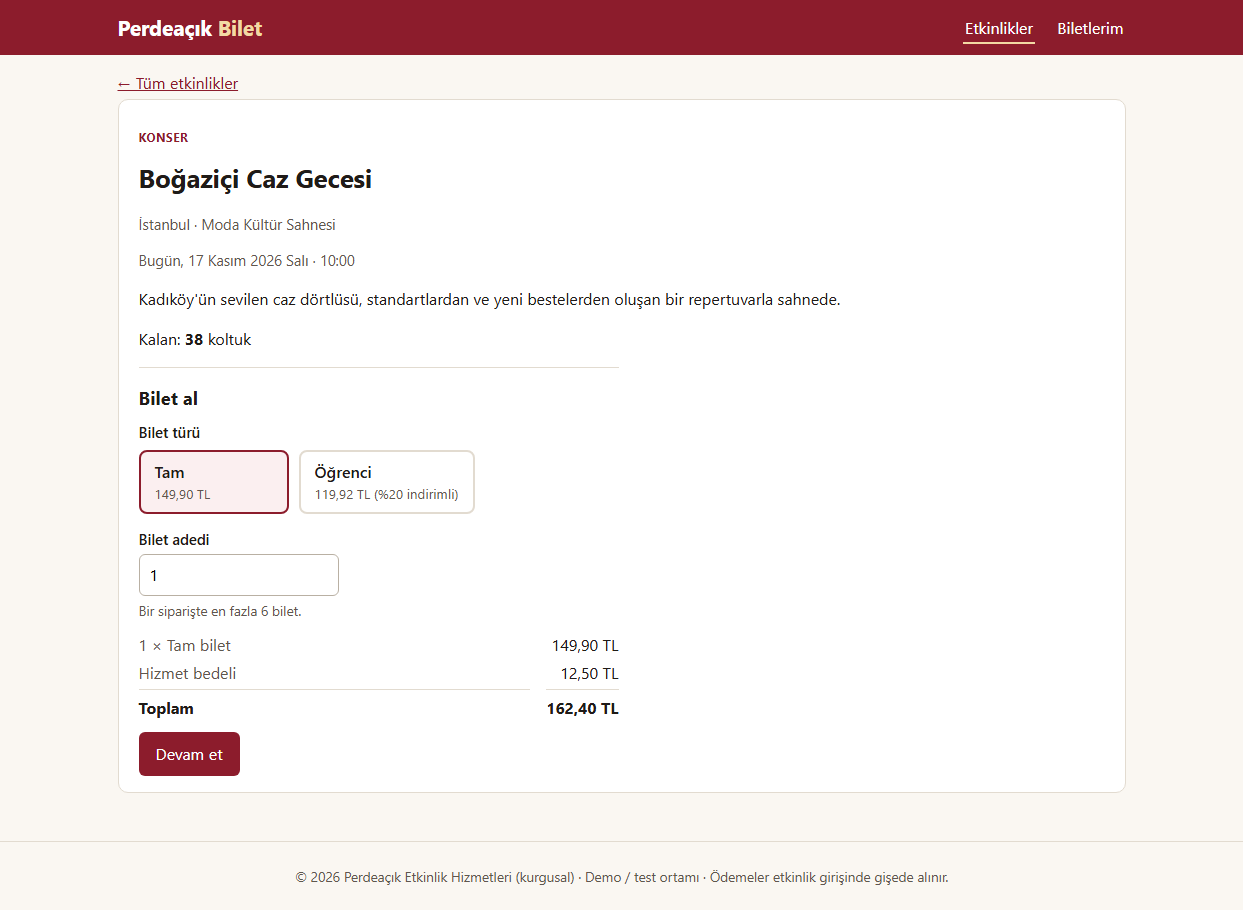 Perdeaçık Bilet
Etkinlikler Biletlerim
← Tüm etkinlikler
KONSER
Boğaziçi Caz Gecesi
İstanbul · Moda Kültür Sahnesi
Bugün, 17 Kasım 2026 Salı · 10:00
Kadıköy'ün sevilen caz dörtlüsü, standartlardan ve yeni bestelerden oluşan bir repertuvarla sahnede.
Kalan: 38 koltuk
Bilet al
Bilet türü
Tam
149,90 TL
Öğrenci
119,92 TL (%20 indirimli)
Bilet adedi
1
Bir siparişte en fazla 6 bilet.
1 × Tam bilet 149,90 TL
Hizmet bedeli 12,50 TL
Toplam 162,40 TL
Devam et
© 2026 Perdeaçık Etkinlik Hizmetleri (kurgusal) · Demo / test ortamı · Ödemeler etkinlik girişinde gişede alınır.